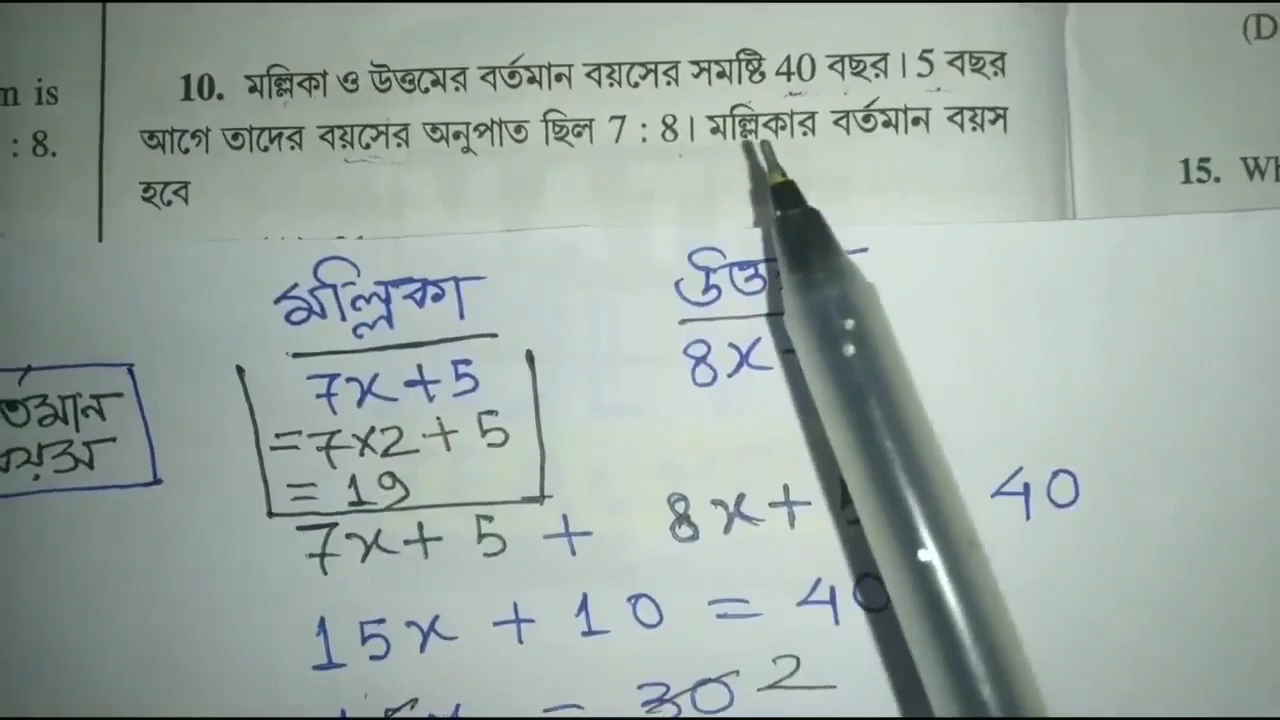 (D
10. মল্লিকা ও উত্তমের বর্তমান বয়সের সমষ্টি 40 বছর। 5 বছর
n is
আগে তাদের বয়সের অনুপাত ছিল 7 : 8। মল্লিকার বর্তমান বয়স
: 8.
হবে
15. Wh
মল্লিকা
7x+5
8x
=7×2+5
= 19
40
7x+ 5 + 8x+
15x + 10 = 40
= 30 2